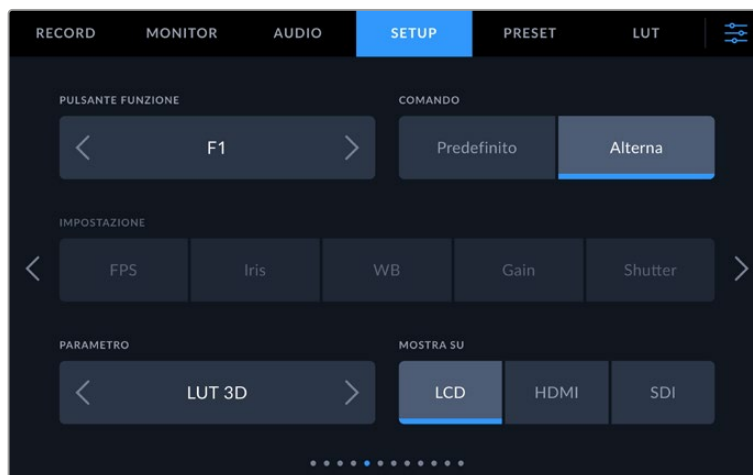 RECORD MONITOR AUDIO SETUP PRESET LUT
PULSANTE FUNZIONE COMANDO
F1 Predefinito Alterna
IMPOSTAZIONE
FPS Iris WB Gain Shutter
PARAMETRO MOSTRA SU
LUT 3D LCD HDMI SDI